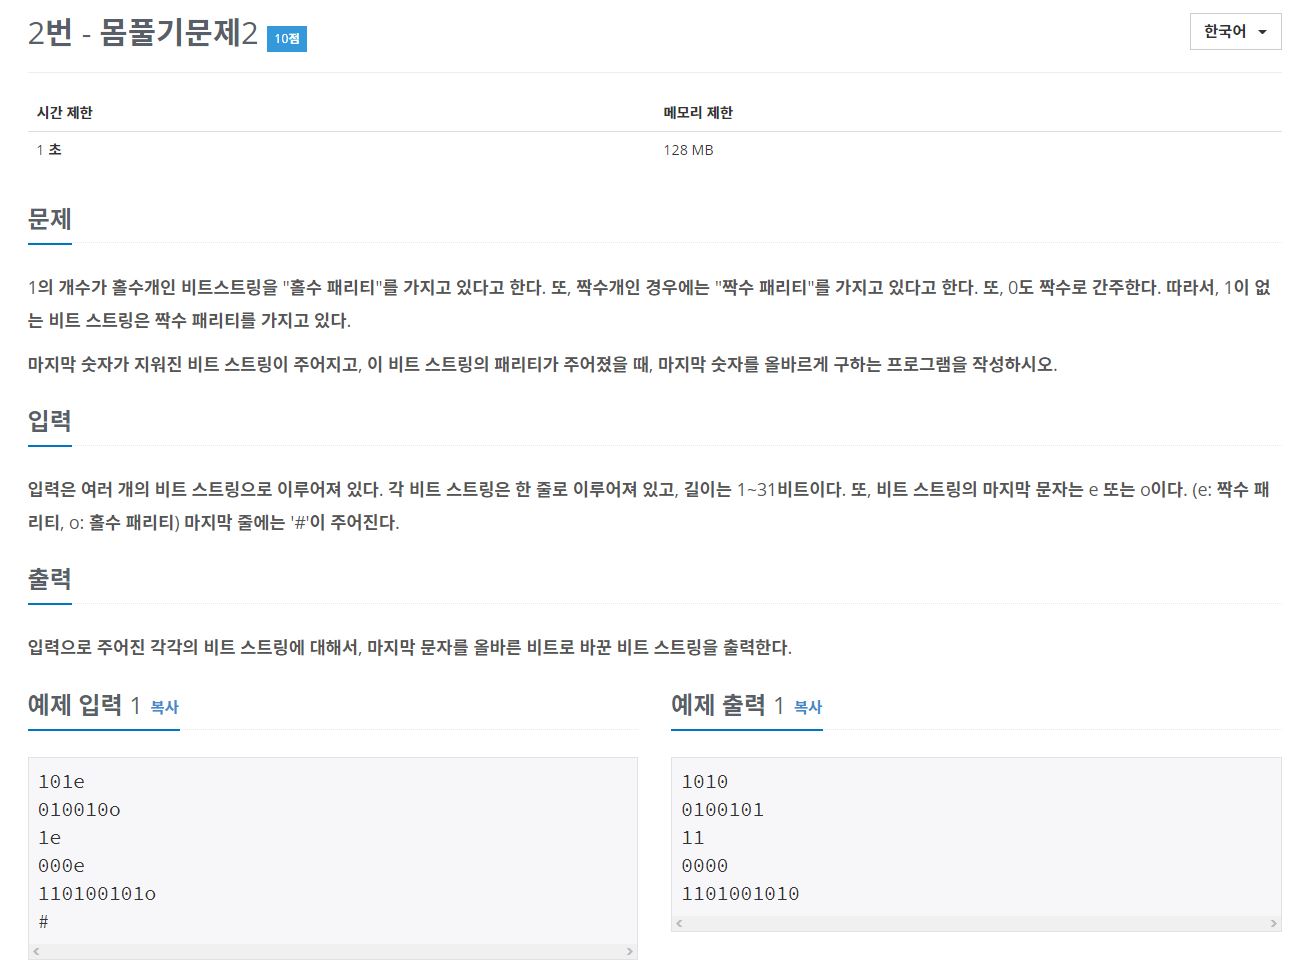 2번 - 몸풀기문제2 10점
한국어
시간 제한 메모리 제한
1 초 128 MB
문제
1의 개수가 홀수개인 비트스트링을 "홀수 패리티"를 가지고 있다고 한다. 또, 짝수개인 경우에는 "짝수 패리티"를 가지고 있다고 한다. 또, 0도 짝수로 간주한다. 따라서, 1이 없
는 비트 스트링은 짝수 패리티를 가지고 있다.
마지막 숫자가 지워진 비트 스트링이 주어지고, 이 비트 스트링의 패리티가 주어졌을 때, 마지막 숫자를 올바르게 구하는 프로그램을 작성하시오.
입력
입력은 여러 개의 비트 스트링으로 이루어져 있다. 각 비트 스트링은 한 줄로 이루어져 있고, 길이는 1~31비트이다. 또, 비트 스트링의 마지막 문자는 e 또는 o이다. (e: 짝수 패
리티, o: 홀수 패리티) 마지막 줄에는 '#'이 주어진다.
출력
입력으로 주어진 각각의 비트 스트링에 대해서, 마지막 문자를 올바른 비트로 바꾼 비트 스트링을 출력한다.
예제 입력 1 복사
101e
010010o
1e
000e
110100101o
#
예제 출력 1 복사
1010
0100101
11
0000
1101001010